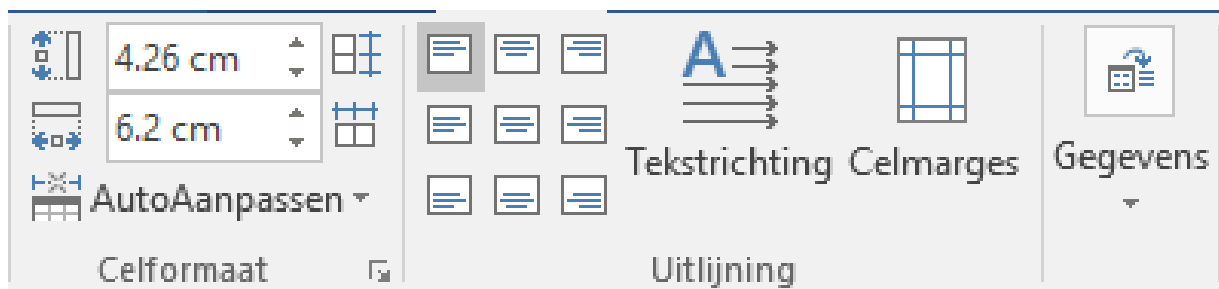 4.26 cm
6.2 cm
AutoAanpassen
Celformaat
A
Tekstrichting
Celmarges
Uitlijning
Gegevens